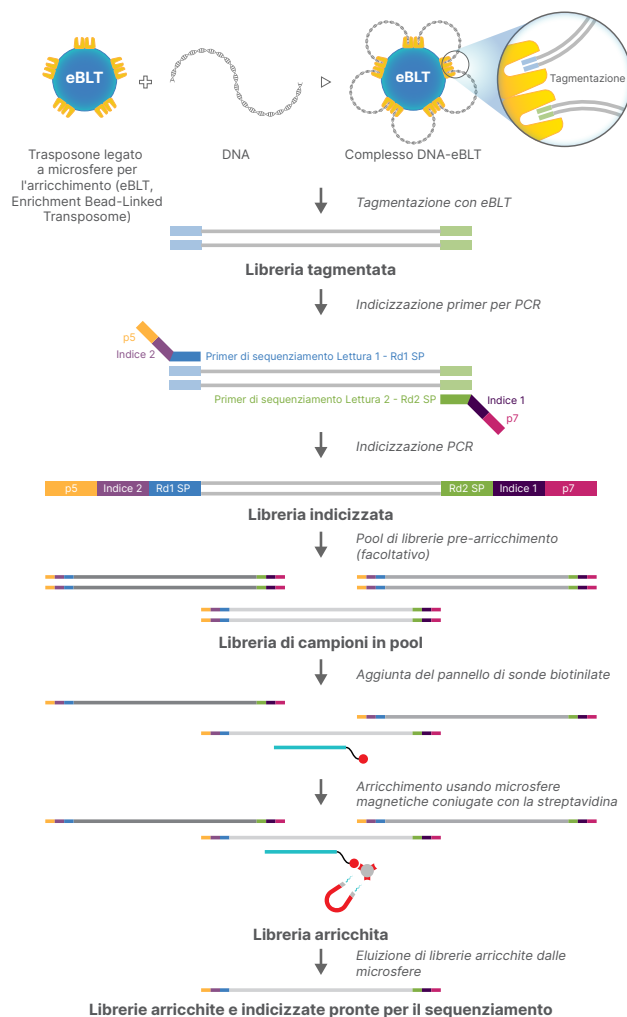 eBLT
eBLT
Tagmentazione
Trasposone legato
a microsfere per
l'arricchimento (eBLT,
Enrichment Bead-Linked
Transposome)
DNA
Complesso DNA-eBLT
Tagmentazione con eBLT
Libreria tagmentata
Indicizzazione primer per PCR
p5
Indice 2
Primer di sequenziamento Lettura 1 - Rd1 SP
Primer di sequenziamento Lettura 2 - Rd2 SP
Indice 1
p7
Indicizzazione PCR
p5 Indice 2 Rd1 SP Rd2 SP Indice 1 p7
Libreria indicizzata
Pool di librerie pre-arricchimento
(facoltativo)
Libreria di campioni in pool
Aggiunta del pannello di sonde biotinilate
Arricchimento usando microsfere
magnetiche coniugate con la streptavidina
Libreria arricchita
Eluizione di librerie arricchite dalle
microsfere
Librerie arricchite e indicizzate pronte per il sequenziamento